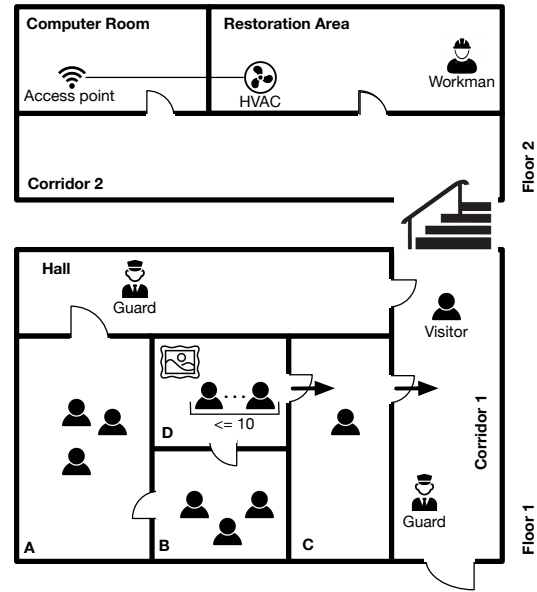 Computer Room
Restoration Area
Access point
HVAC
Workman
Corridor 2
Floor 2
Hall
Guard
Visitor
D
<= 10
Corridor 1
Guard
A
B
C
Floor 1